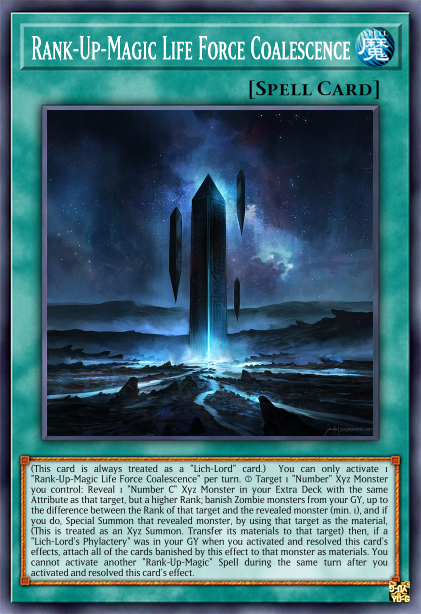 RANK-UP-MAGIC LIFE FORCE COALESCENCE
SPELL
魔
[SPELL CARD]
(This card is always treated as a "Lich-Lord" card.) You can only activate 1
"Rank-Up-Magic Life Force Coalescence" per turn. ① Target 1 "Number" Xyz Monster
you control: Reveal 1 "Number C" Xyz Monster in your Extra Deck with the same
Attribute as that target, but a higher Rank; banish Zombie monsters from your GY, up to
the difference between the Rank of that target and the revealed monster (min. 1), and if
you do, Special Summon that revealed monster, by using that target as the material,
(This is treated as an Xyz Summon. Transfer its materials to that target) then, if a
"Lich-Lord's Phylactery" was in your GY when you activated and resolved this card's
effects, attach all of the cards banished by this effect to that monster as materials. You
cannot activate another "Rank-Up-Magic" Spell during the same turn after you
activated and resolved this card's effect.